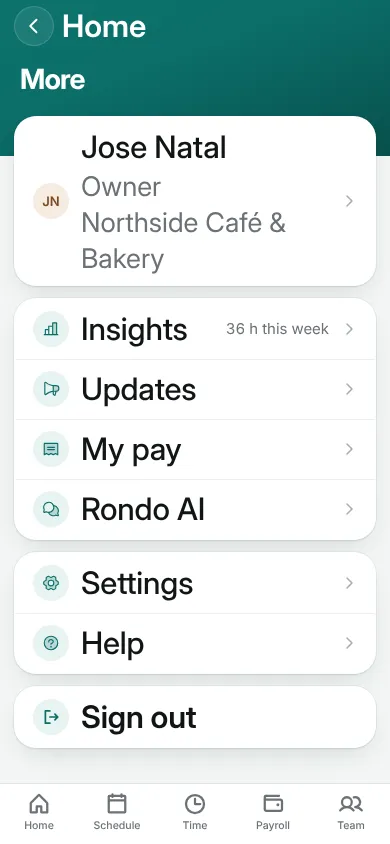 Home
More
Jose Natal
JN
Owner
Northside Café &
Bakery
Insights 36 h this week
Updates
My pay
Rondo AI
Settings
Help
Sign out
Home Schedule Time Payroll Team